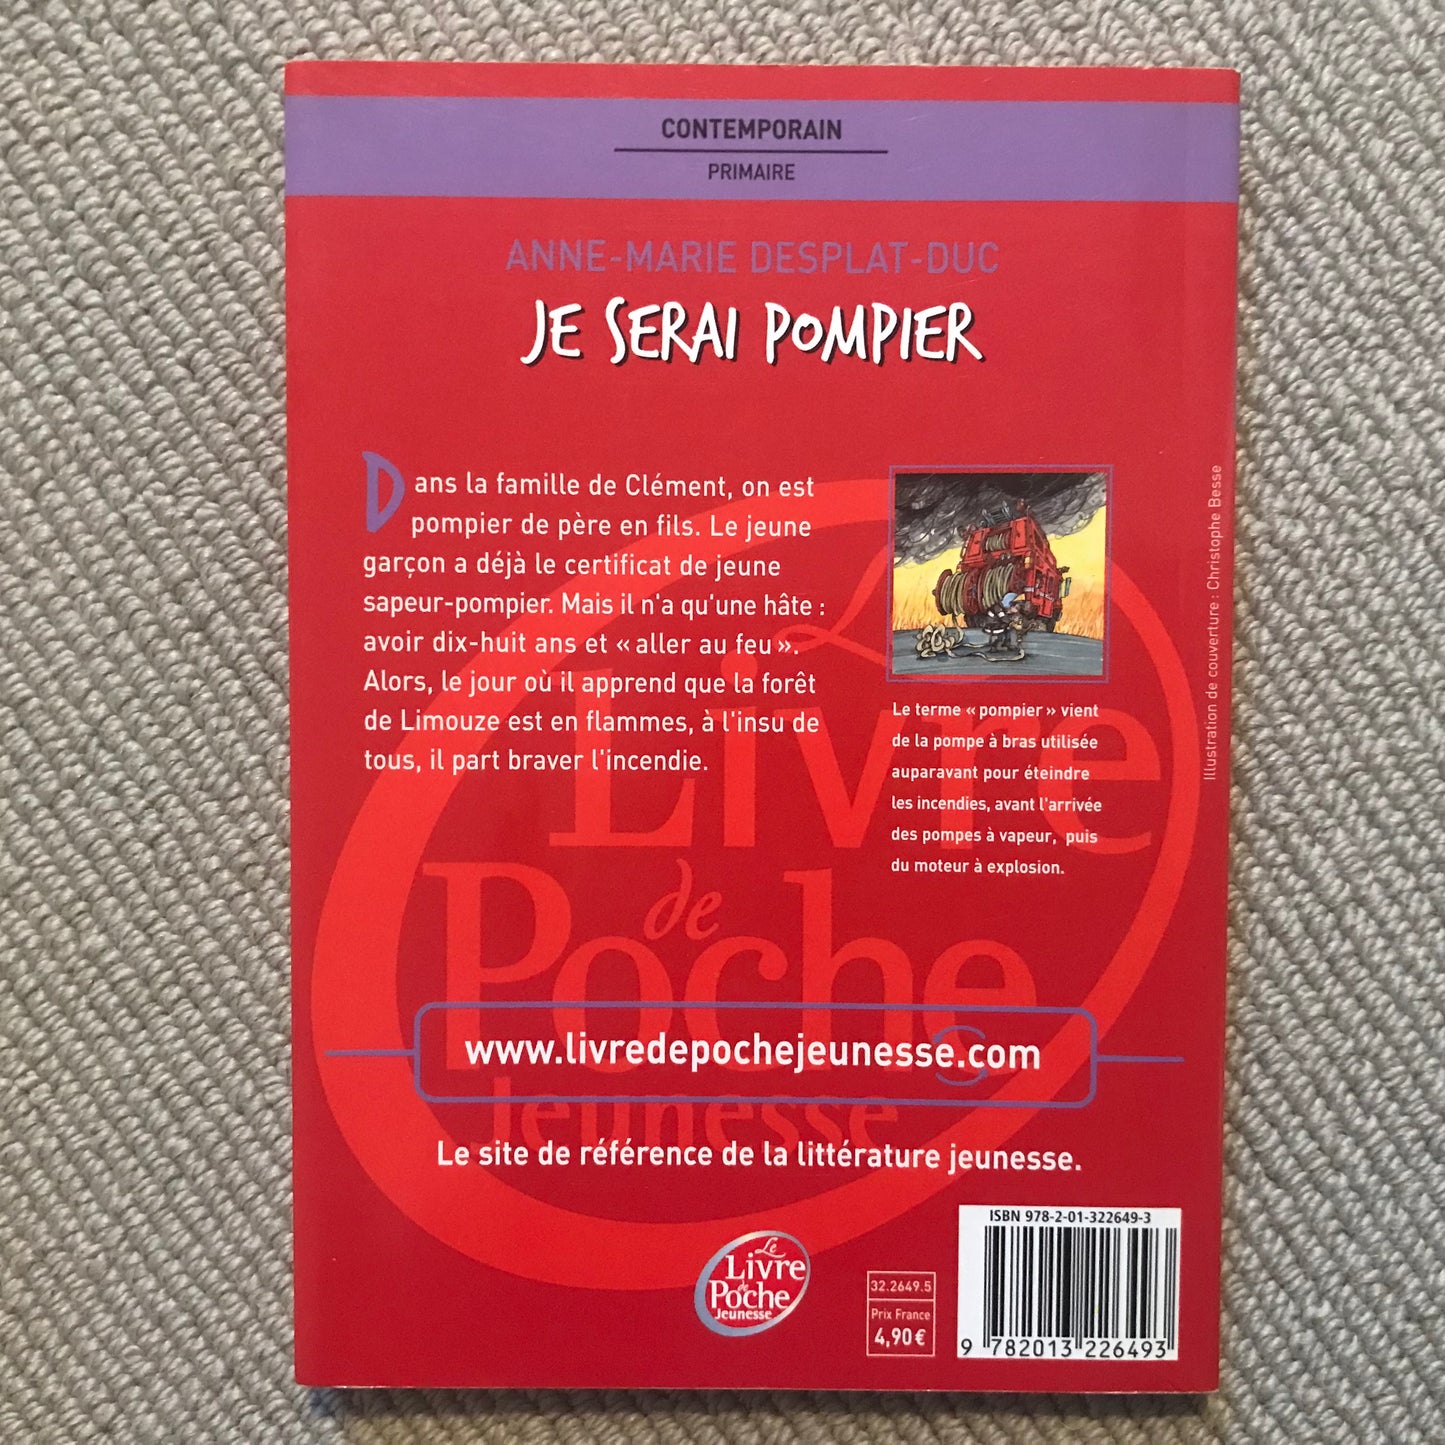 CONTEMPORAIN
PRIMAIRE
ANNE-MARIE DESPLAT-DUC
JE SERAI POMPIER
Dans la famille de Clément, on est
pompier de père en fils. Le jeune
garçon a déjà le certificat de jeune
sapeur-pompier. Mais il n'a qu'une hâte :
avoir dix-huit ans et « aller au feu ».
Alors, le jour où il apprend que la forêt
de Limouze est en flammes, à l'insu de
tous, il part braver l'incendie.
Le terme « pompier » vient
de la pompe à bras utilisée
auparavant pour éteindre
les incendies, avant l'arrivée
des pompes à vapeur, puis
du moteur à explosion.
Illustration de couverture : Christophe Besse
Le
Livre
de
Poche
Jeunesse
www.livredepochejeunesse.com
Le site de référence de la littérature jeunesse.
Le
Livre
de
Poche
Jeunesse
32.2649.5
Prix France
4,90 €
ISBN 978-2-01-322649-3
9 782013 226493